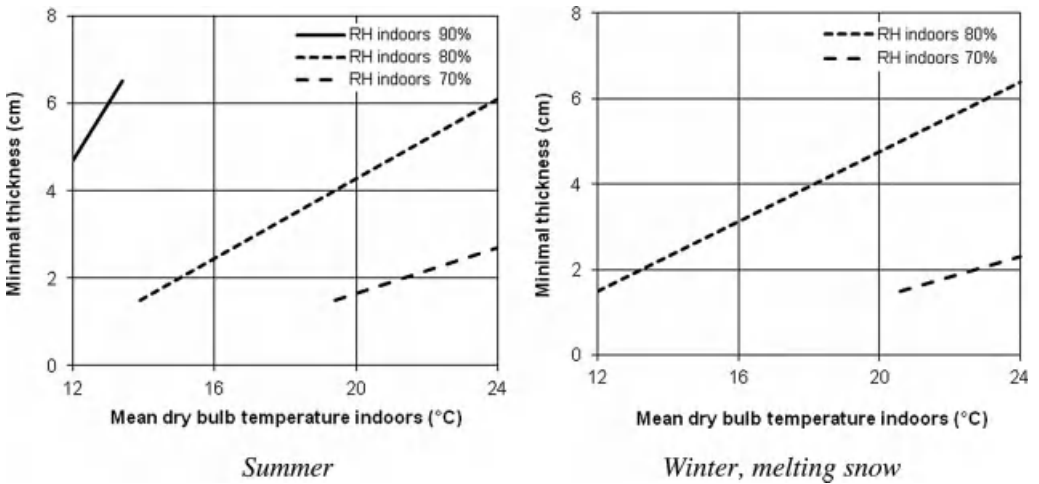 8
6
4
2
0
12
16
20
24
Minimal thickness (cm)
RH indoors 90%
RH indoors 80%
RH indoors 70%
Mean dry bulb temperature indoors (°C)
Summer
8
6
4
2
0
12
16
20
24
Minimal thickness (cm)
RH indoors 80%
RH indoors 70%
Mean dry bulb temperature indoors (°C)
Winter, melting snow